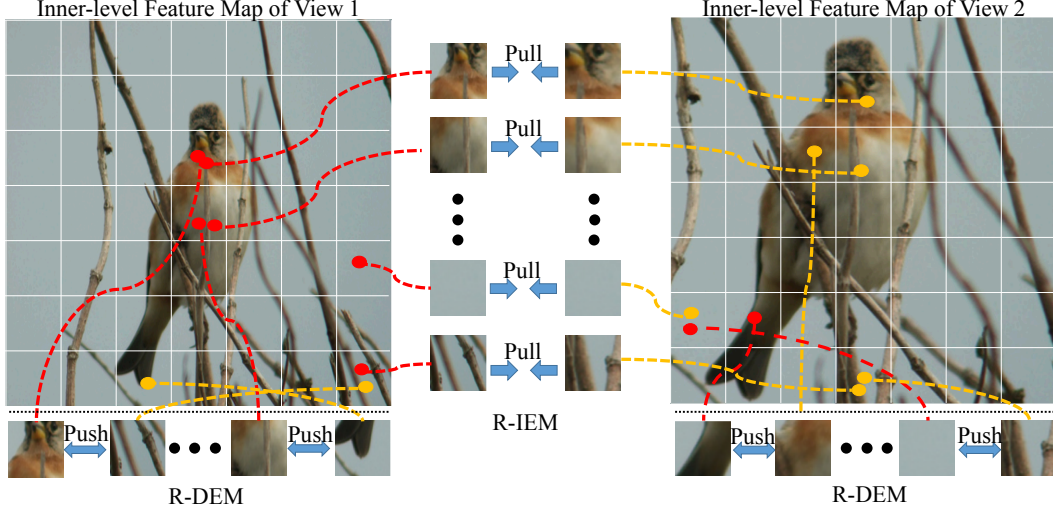 Inner-level Feature Map of View 1
Inner-level Feature Map of View 2
Pull
Pull
Pull
Pull
R-IEM
Push
Push
R-DEM
Push
Push
R-DEM